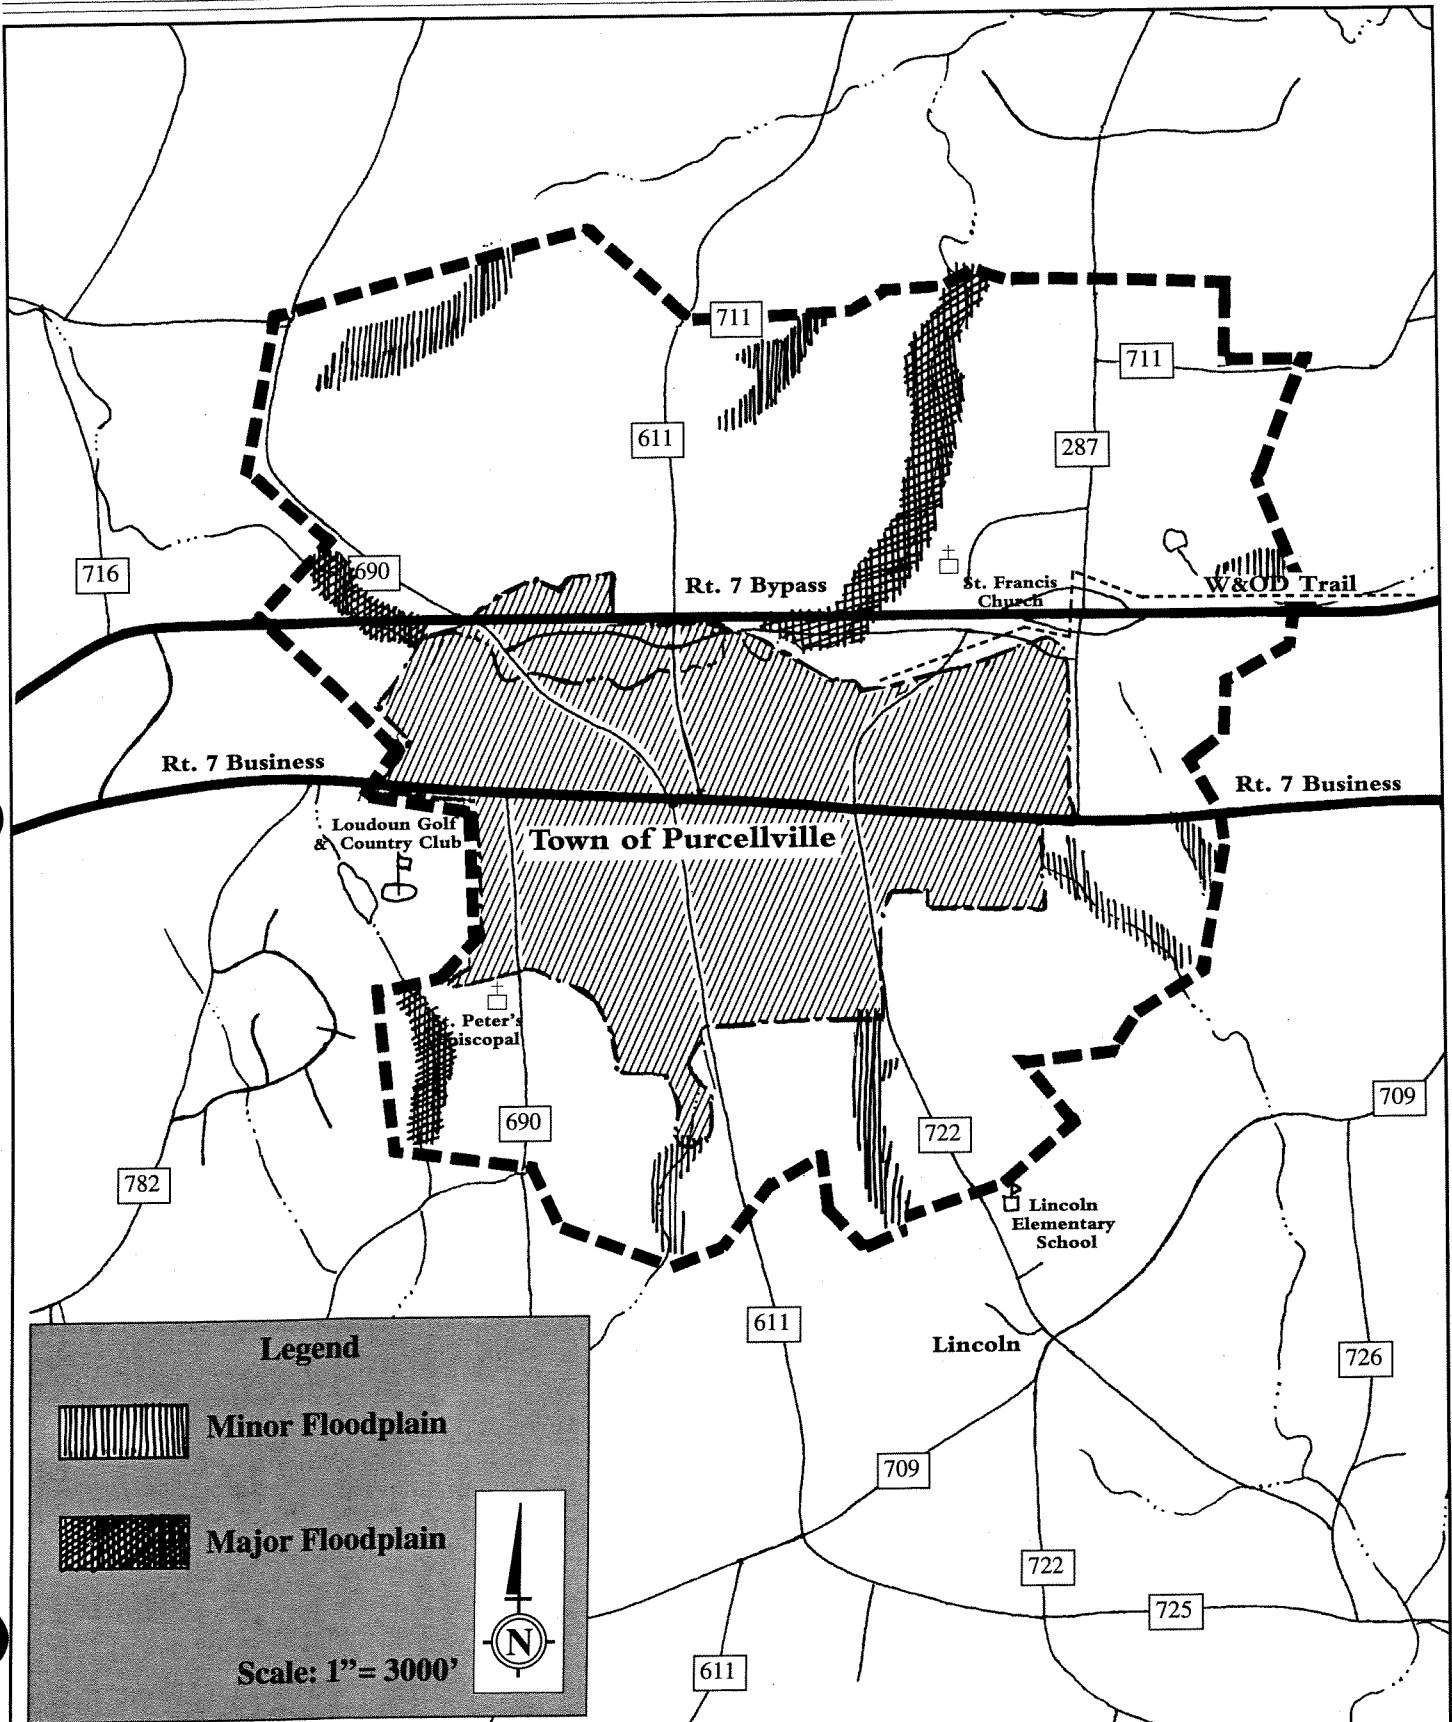 711
711
611
287
716
690
Rt. 7 Bypass
St. Francis
Church
W&OD Trail
Rt. 7 Business
Rt. 7 Business
Loudoun Golf
& Country Club
Town of Purcellville
Peter's
690
722
709
782
Lincoln
Elementary
School
611
Lincoln
726
709
722
725
611
Legend
Minor Floodplain
Major Floodplain
N
Scale: 1”= 3000’